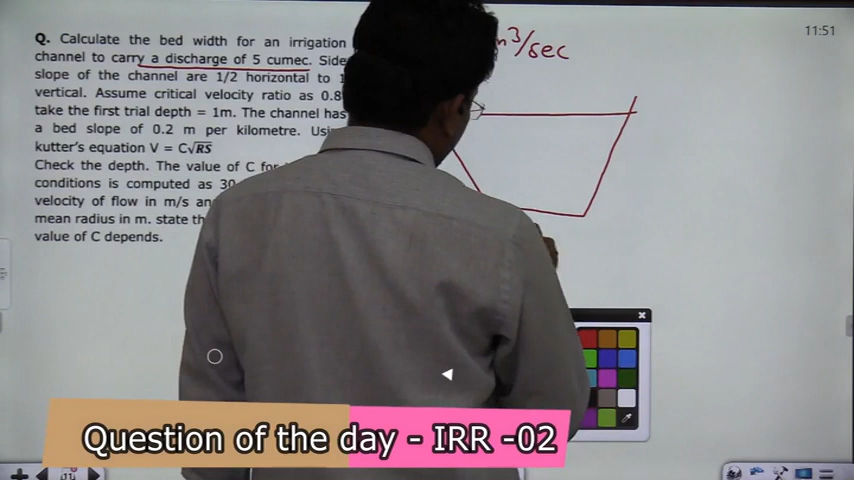 11:51
m³/sec
Q. Calculate the bed width for an irrigation
channel to carry a discharge of 5 cumec. Side
slope of the channel are 1/2 horizontal to 1
vertical. Assume critical velocity ratio as 0.8
take the first trial depth = 1m. The channel has
a bed slope of 0.2 m per kilometre.
kutter's equation V = C√RS
Check the depth. The value of C for
conditions is computed as 30
velocity of flow in m/s
mean radius in m. state
value of C depends.
Question of the day - IRR -02